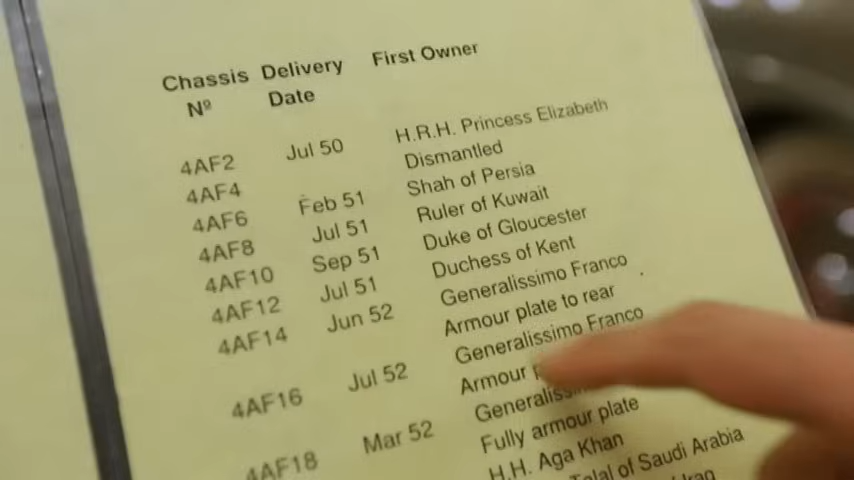 Chassis Delivery First Owner
Nº Date
4AF2 Jul 50 H.R.H. Princess Elizabeth
4AF4 Dismantled
4AF6 Feb 51 Shah of Persia
4AF8 Jul 51 Ruler of Kuwait
4AF10 Sep 51 Duke of Gloucester
4AF12 Jul 51 Duchess of Kent
4AF14 Jun 52 Generalissimo Franco
Armour plate to rear
4AF16 Jul 52 Generalissimo Franco
Armour
4AF18 Mar 52
Fully armour plate
H.H. Aga Khan
Talal of Saudi Arabia
Iran